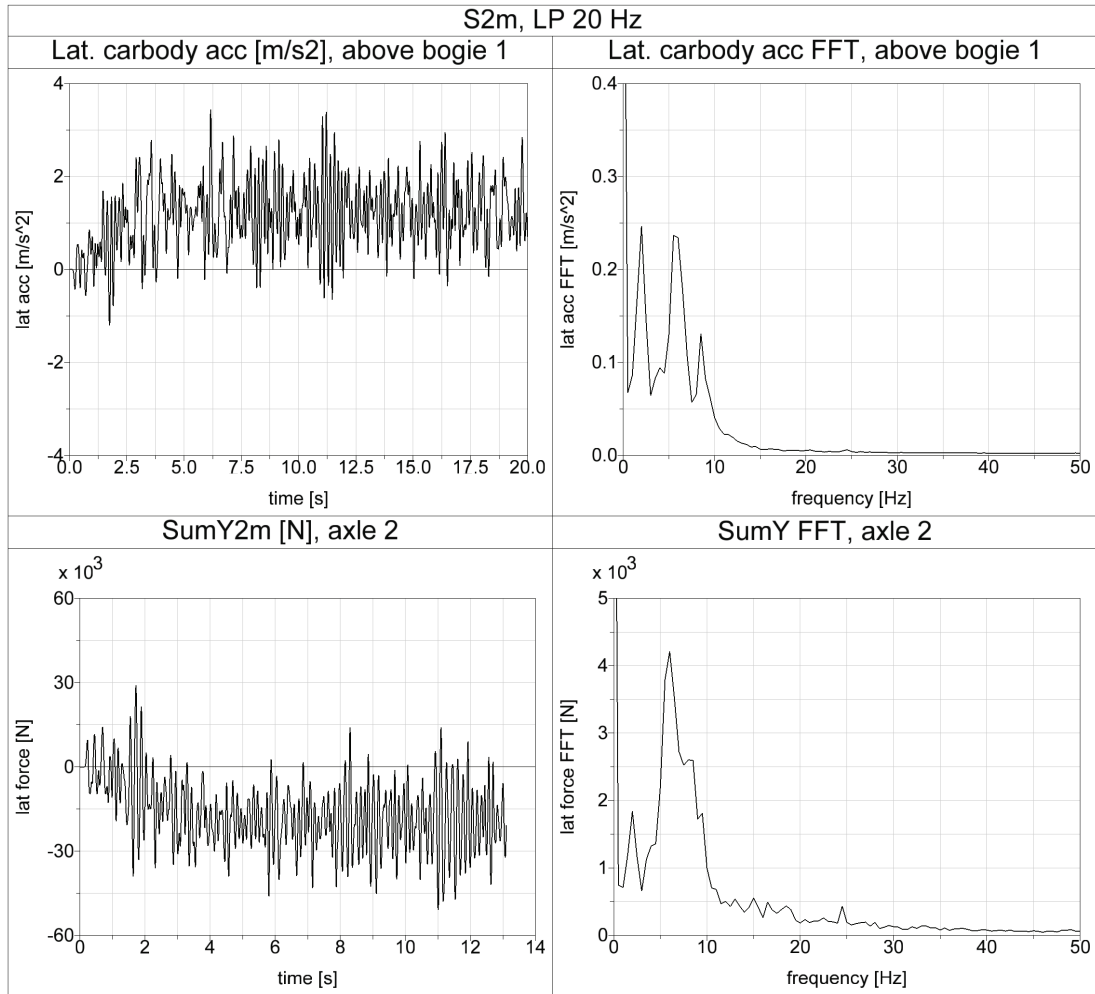 S2m, LP 20 Hz
Lat. carbody acc [m/s2], above bogie 1
Lat. carbody acc FFT, above bogie 1
4
2
0
-2
-4
lat acc [m/s^2]
0.0 2.5 5.0 7.5 10.0 12.5 15.0 17.5 20.0
time [s]
0.4
0.3
0.2
0.1
0.0
lat acc FFT [m/s^2]
0 10 20 30 40 50
frequency [Hz]
SumY2m [N], axle 2
SumY FFT, axle 2
x 10^3
60
30
0
-30
-60
lat force [N]
0 2 4 6 8 10 12 14
time [s]
x 10^3
5
4
3
2
1
0
lat force FFT [N]
0 10 20 30 40 50
frequency [Hz]